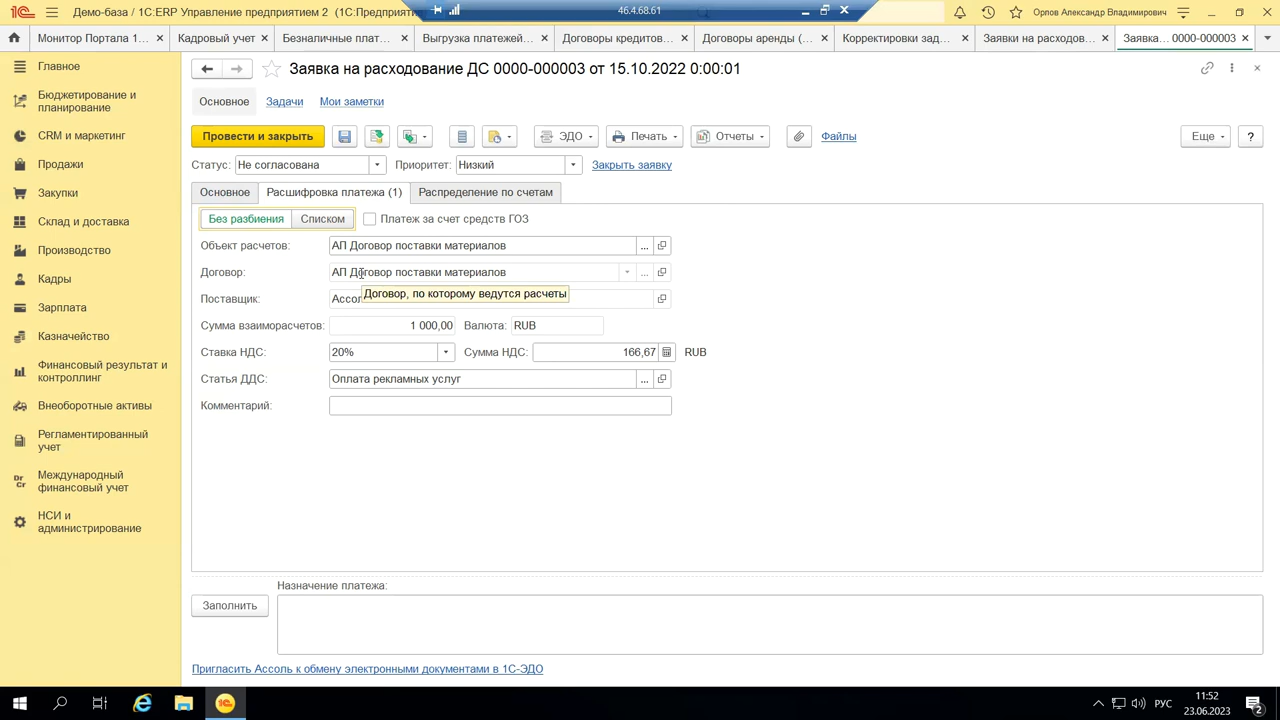 Демо-база / 1С:ERP Управление предприятием 2 (1С:Предприятие
46.4.68.61
Орлов Александр Владимирович
Монитор Портала 1...
Кадровый учет
Безналичные плат...
Выгрузка платежей...
Договоры кредитов...
Договоры аренды (...
Корректировки зад...
Заявки на расходов...
Заявка... 0000-000003
Главное
Бюджетирование и
планирование
CRM и маркетинг
Продажи
Закупки
Склад и доставка
Производство
Кадры
Зарплата
Казначейство
Финансовый результат и
контроллинг
Внеоборотные активы
Регламентированный
учет
Международный
финансовый учет
НСИ и
администрирование
Заявка на расходование ДС 0000-000003 от 15.10.2022 0:00:01
Основное
Задачи
Мои заметки
Провести и закрыть
ЭДО
Печать
Отчеты
Файлы
Еще
?
Статус: Не согласована
Приоритет: Низкий
Закрыть заявку
Основное
Расшифровка платежа (1)
Распределение по счетам
Без разбиения
Списком
Платеж за счет средств ГОЗ
Объект расчетов: АП Договор поставки материалов
Договор: АП Договор поставки материалов
Договор, по которому ведутся расчеты
Поставщик: Ассол
Сумма взаиморасчетов: 1 000,00 Валюта: RUB
Ставка НДС: 20% Сумма НДС: 166,67 RUB
Статья ДДС: Оплата рекламных услуг
Комментарий:
Назначение платежа:
Заполнить
Пригласить Ассоль к обмену электронными документами в 1С-ЭДО
РУС
11:52
23.06.2023
2